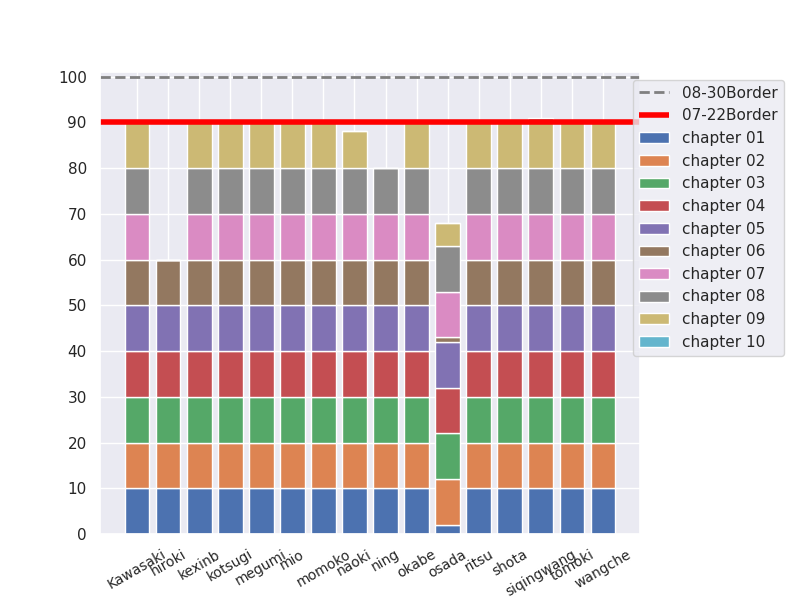 100
90
80
70
60
50
40
30
20
10
0
Kawasaki
hiroki
kexinb
kotsugi
megumi
mio
momoko
naoki
ning
okabe
osada
ritsu
shota
siqingwang
tomoki
wangche
08-30Border
07-22Border
chapter 01
chapter 02
chapter 03
chapter 04
chapter 05
chapter 06
chapter 07
chapter 08
chapter 09
chapter 10